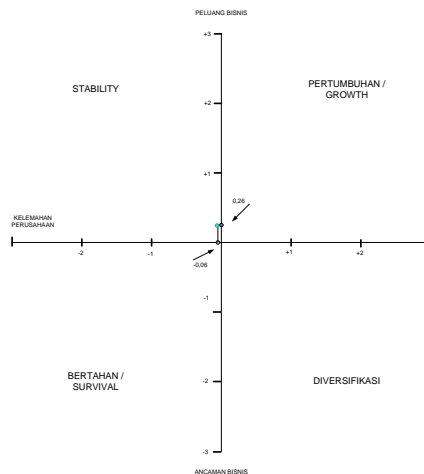 PELUANG BISNIS
+3
STABILITY
PERTUMBUHAN /
GROWTH
+2
+1
0,26
KELEMAHAN
PERUSAHAAN
-2
-1
+1
+2
-0,06
-1
BERTAHAN /
SURVIVAL
DIVERSIFIKASI
-2
-3
ANCAMAN BISNIS